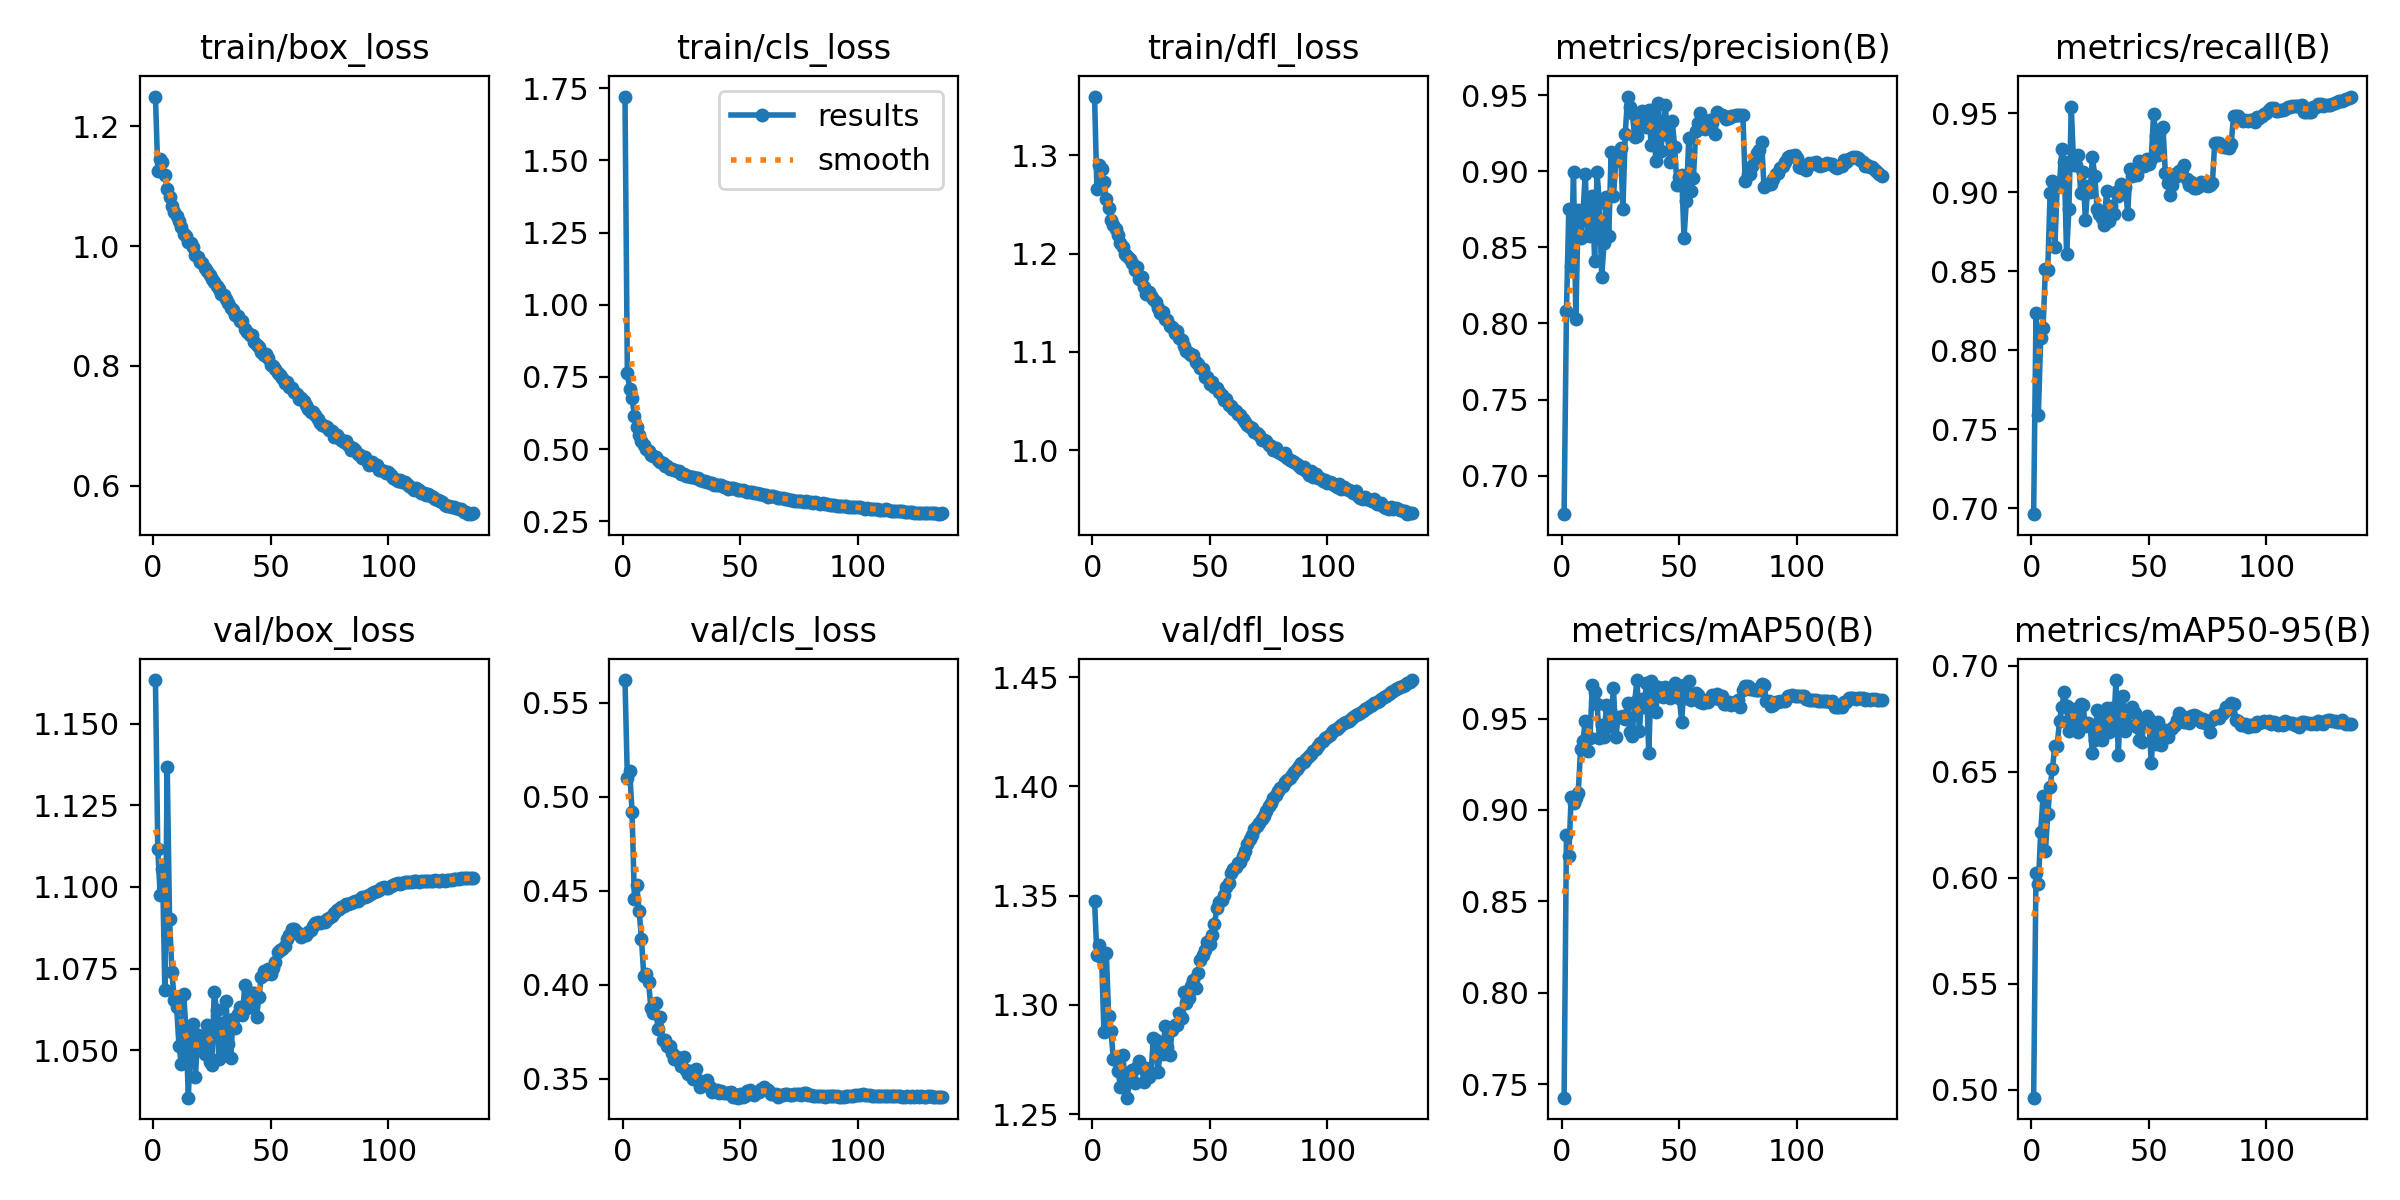 train/box_loss
1.2
1.0
0.8
0.6
0 50 100
train/cls_loss
results
smooth
1.75
1.50
1.25
1.00
0.75
0.50
0.25
0 50 100
train/dfl_loss
1.3
1.2
1.1
1.0
0 50 100
metrics/precision(B)
0.95
0.90
0.85
0.80
0.75
0.70
0 50 100
metrics/recall(B)
0.95
0.90
0.85
0.80
0.75
0.70
0 50 100
val/box_loss
1.150
1.125
1.100
1.075
1.050
0 50 100
val/cls_loss
0.55
0.50
0.45
0.40
0.35
0 50 100
val/dfl_loss
1.45
1.40
1.35
1.30
1.25
0 50 100
metrics/mAP50(B)
0.95
0.90
0.85
0.80
0.75
0 50 100
metrics/mAP50-95(B)
0.70
0.65
0.60
0.55
0.50
0 50 100